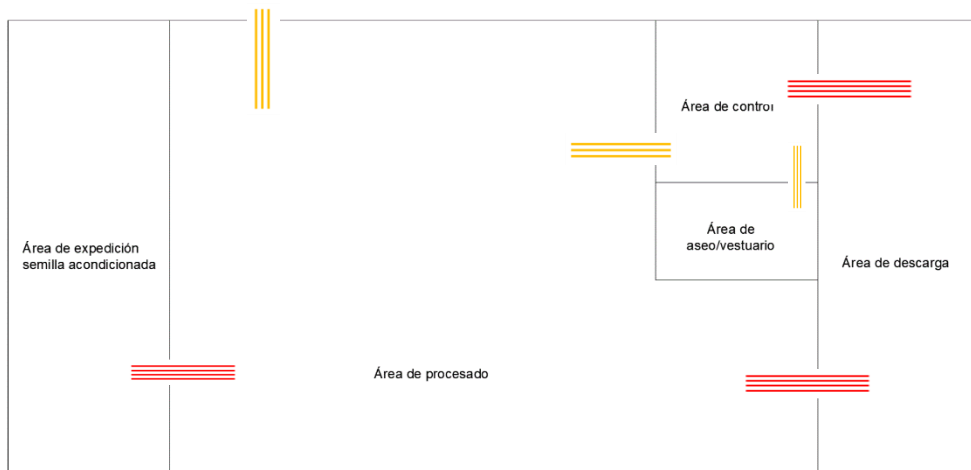 Área de control
Área de
aseo/vestuario
Área de expedición
semilla acondicionada
Área de descarga
Área de procesado